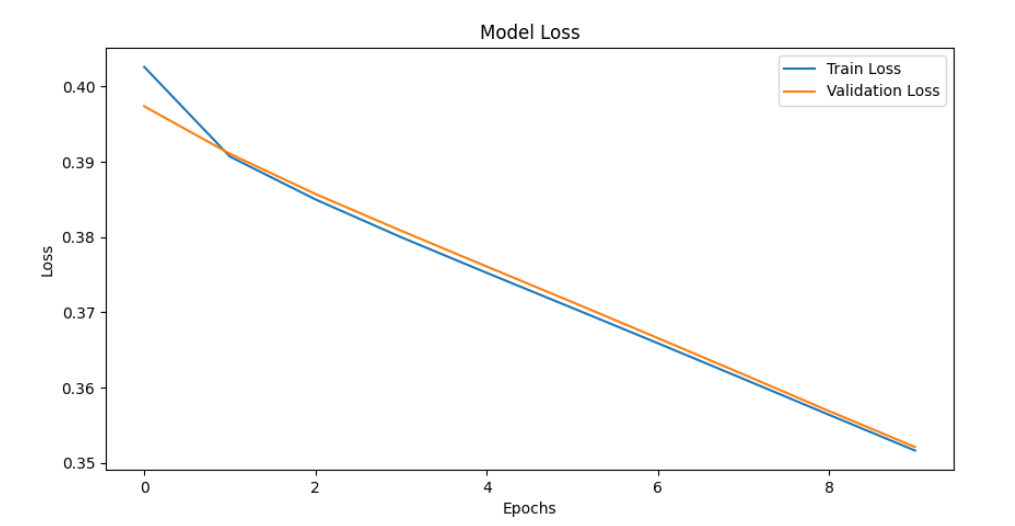 Model Loss
Train Loss
Validation Loss
0.40
0.39
0.38
0.37
0.36
0.35
Loss
0 2 4 6 8
Epochs